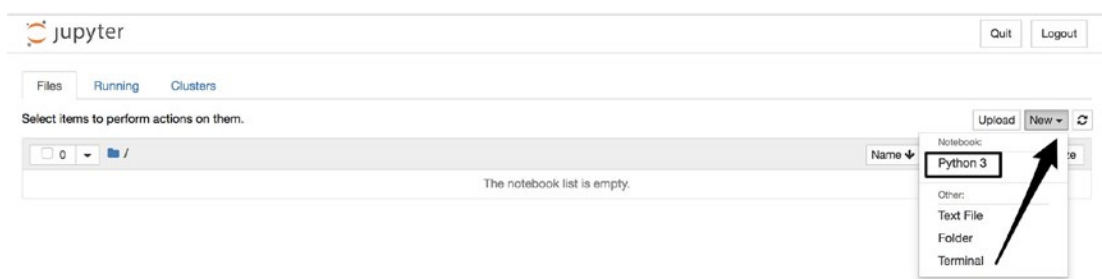 jupyter
Quit Logout
Files Running Clusters
Select items to perform actions on them.
Upload New
0 /
Name
The notebook list is empty.
Notebook:
Python 3
Other:
Text File
Folder
Terminal